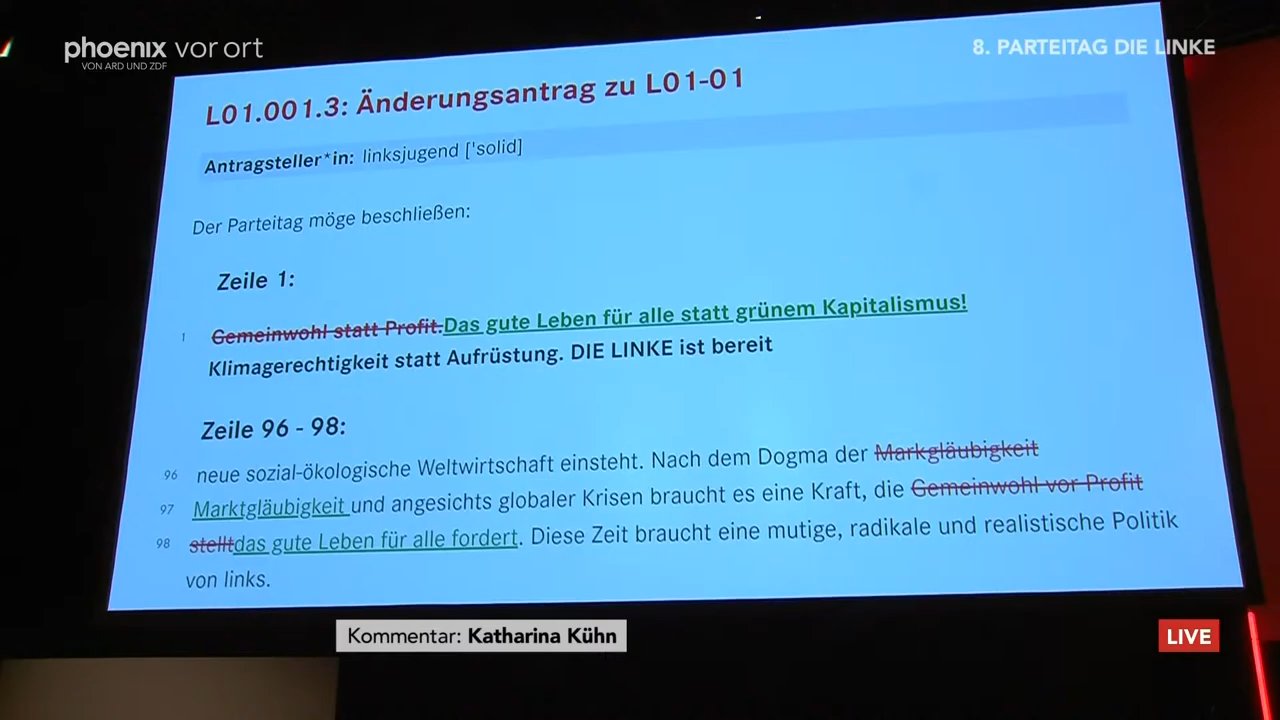 phoenix vor ort
VON ARD UND ZDF
8. PARTEITAG DIE LINKE
L01.001.3: Änderungsantrag zu L01-01
Antragsteller*in: linksjugend ['solid]
Der Parteitag möge beschließen:
Zeile 1:
1 Gemeinwohl statt Profit.Das gute Leben für alle statt grünem Kapitalismus!
Klimagerechtigkeit statt Aufrüstung. DIE LINKE ist bereit
Zeile 96 - 98:
96 neue sozial-ökologische Weltwirtschaft einsteht. Nach dem Dogma der Markgläubigkeit
97 Marktgläubigkeit und angesichts globaler Krisen braucht es eine Kraft, die Gemeinwohl vor Profit
98 stelltdas gute Leben für alle fordert. Diese Zeit braucht eine mutige, radikale und realistische Politik
von links.
Kommentar: Katharina Kühn
LIVE